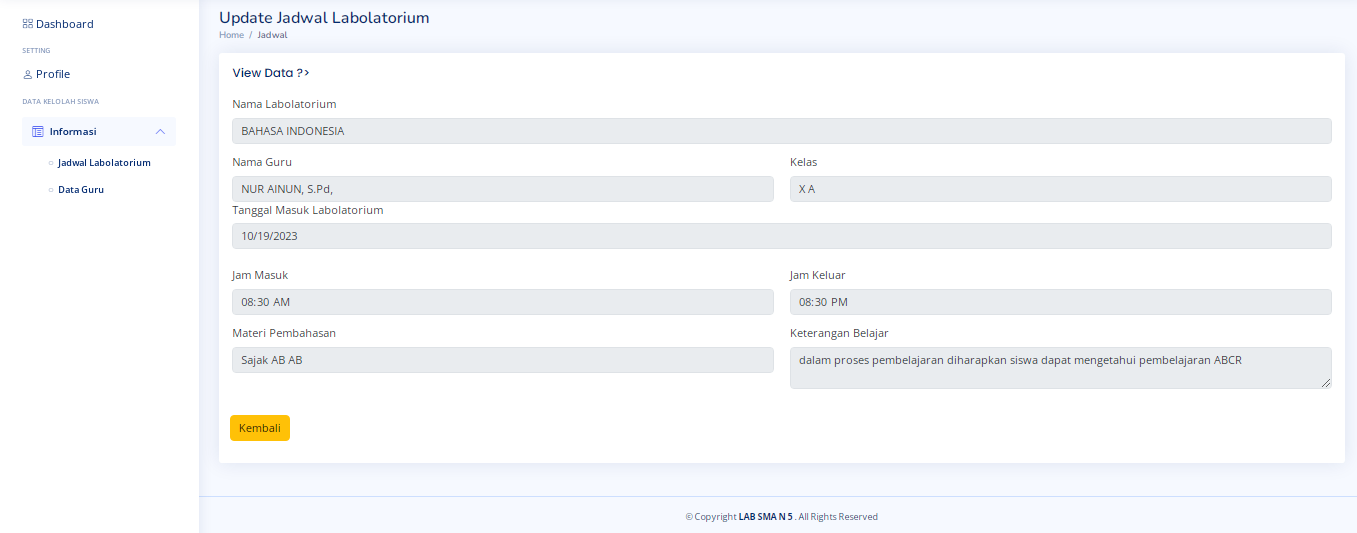 Dashboard
SETTING
Profile
DATA KELOLAH SISWA
Informasi
Jadwal Labolatorium
Data Guru
Update Jadwal Labolatorium
Home / Jadwal
View Data ?>
Nama Labolatorium
BAHASA INDONESIA
Nama Guru
Kelas
NUR AINUN, S.Pd,
X A
Tanggal Masuk Labolatorium
10/19/2023
Jam Masuk
Jam Keluar
08:30 AM
08:30 PM
Materi Pembahasan
Keterangan Belajar
Sajak AB AB
dalam proses pembelajaran diharapkan siswa dapat mengetahui pembelajaran ABCR
Kembali
© Copyright LAB SMA N 5 . All Rights Reserved